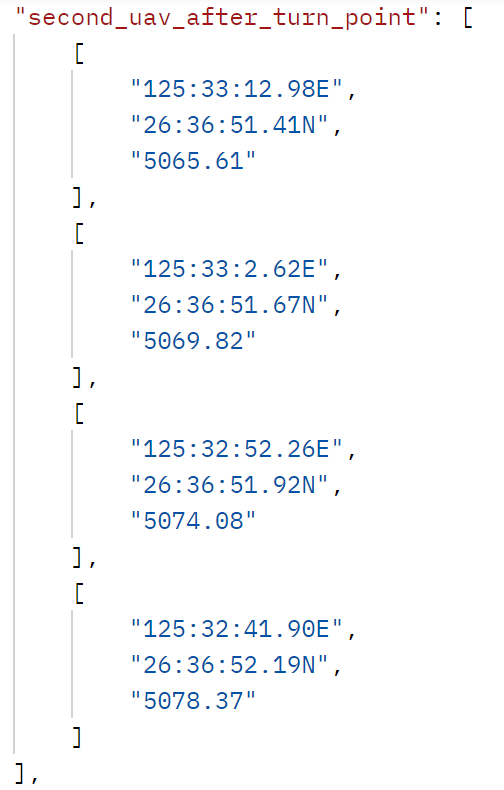 "second_uav_after_turn_point": [
[
"125:33:12.98E",
"26:36:51.41N",
"5065.61"
],
[
"125:33:2.62E",
"26:36:51.67N",
"5069.82"
],
[
"125:32:52.26E",
"26:36:51.92N",
"5074.08"
],
[
"125:32:41.90E",
"26:36:52.19N",
"5078.37"
]
],